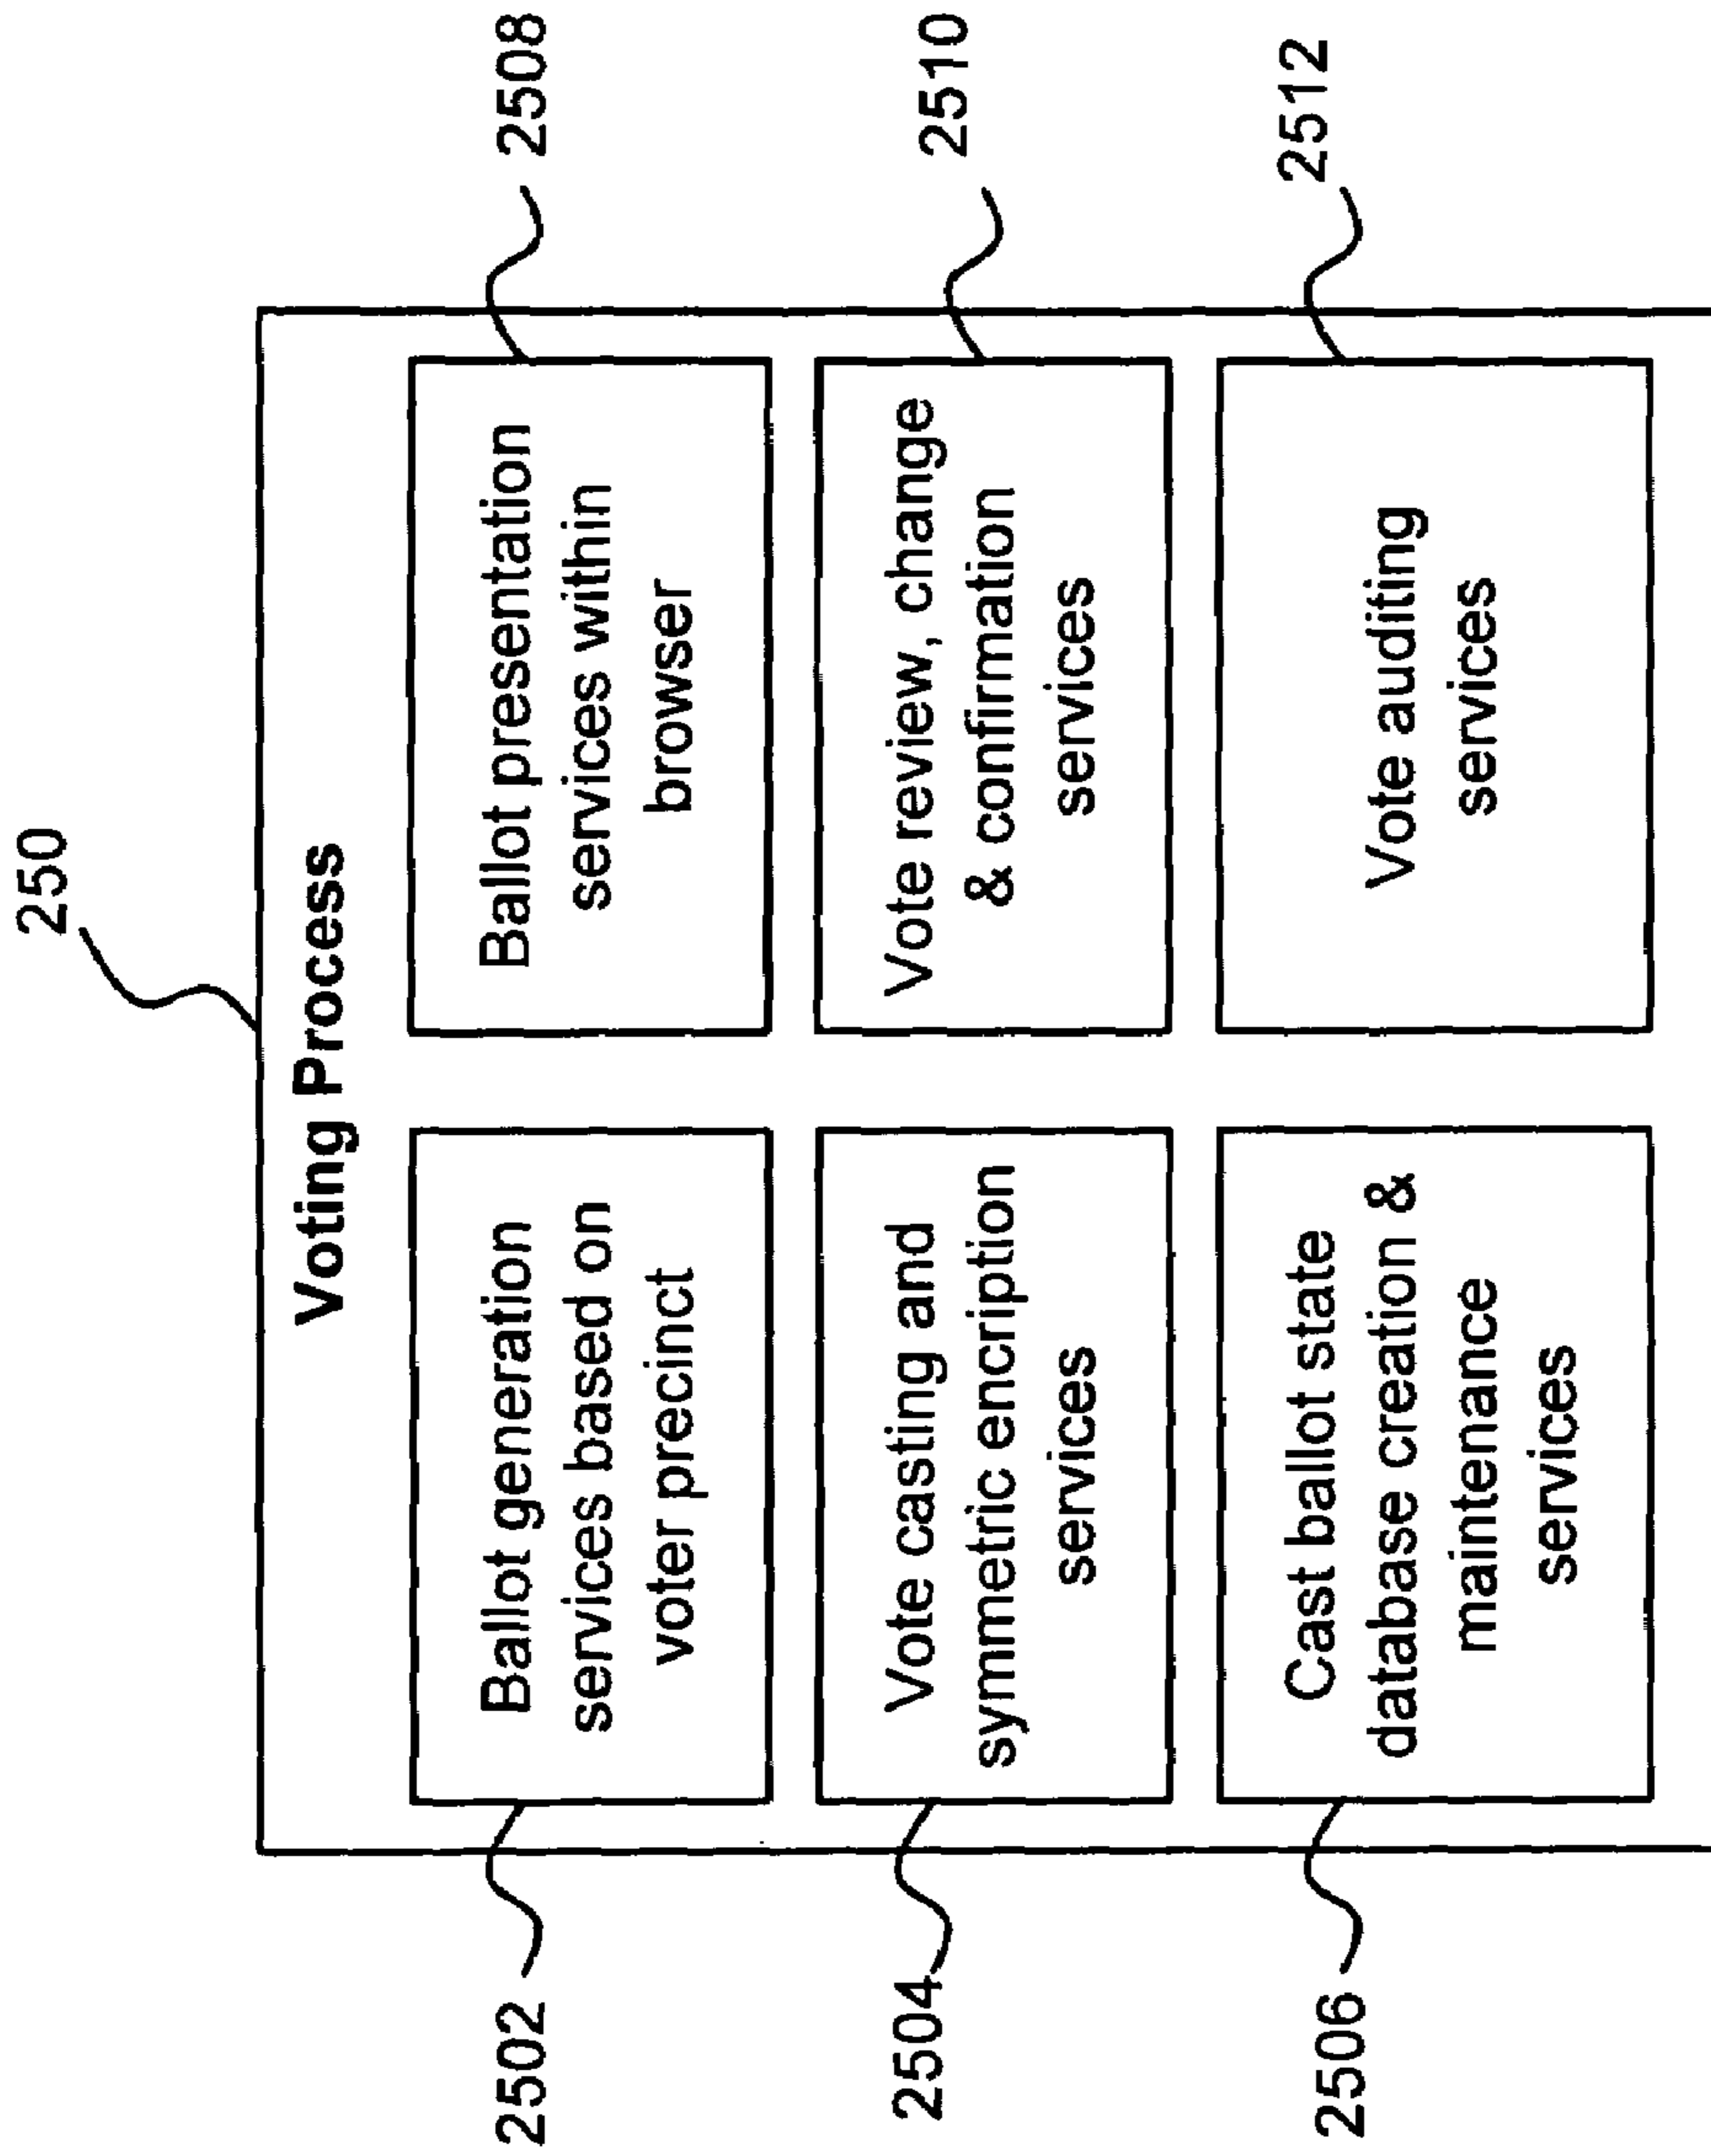 250
Voting Process
2502
Ballot generation
services based on
voter precinct
2508
Ballot presentation
services within
browser
2504
Vote casting and
symmetric encription
services
2510
Vote review, change
& confirmation
services
2506
Cast ballot state
database creation &
maintenance
services
2512
Vote auditing
services